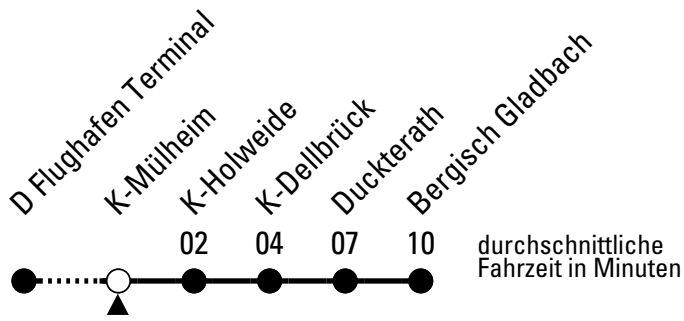 D Flughafen Terminal
K-Mülheim
K-Holweide
K-Dellbrück
Duckterath
Bergisch Gladbach
02 04 07 10
durchschnittliche
Fahrzeit in Minuten